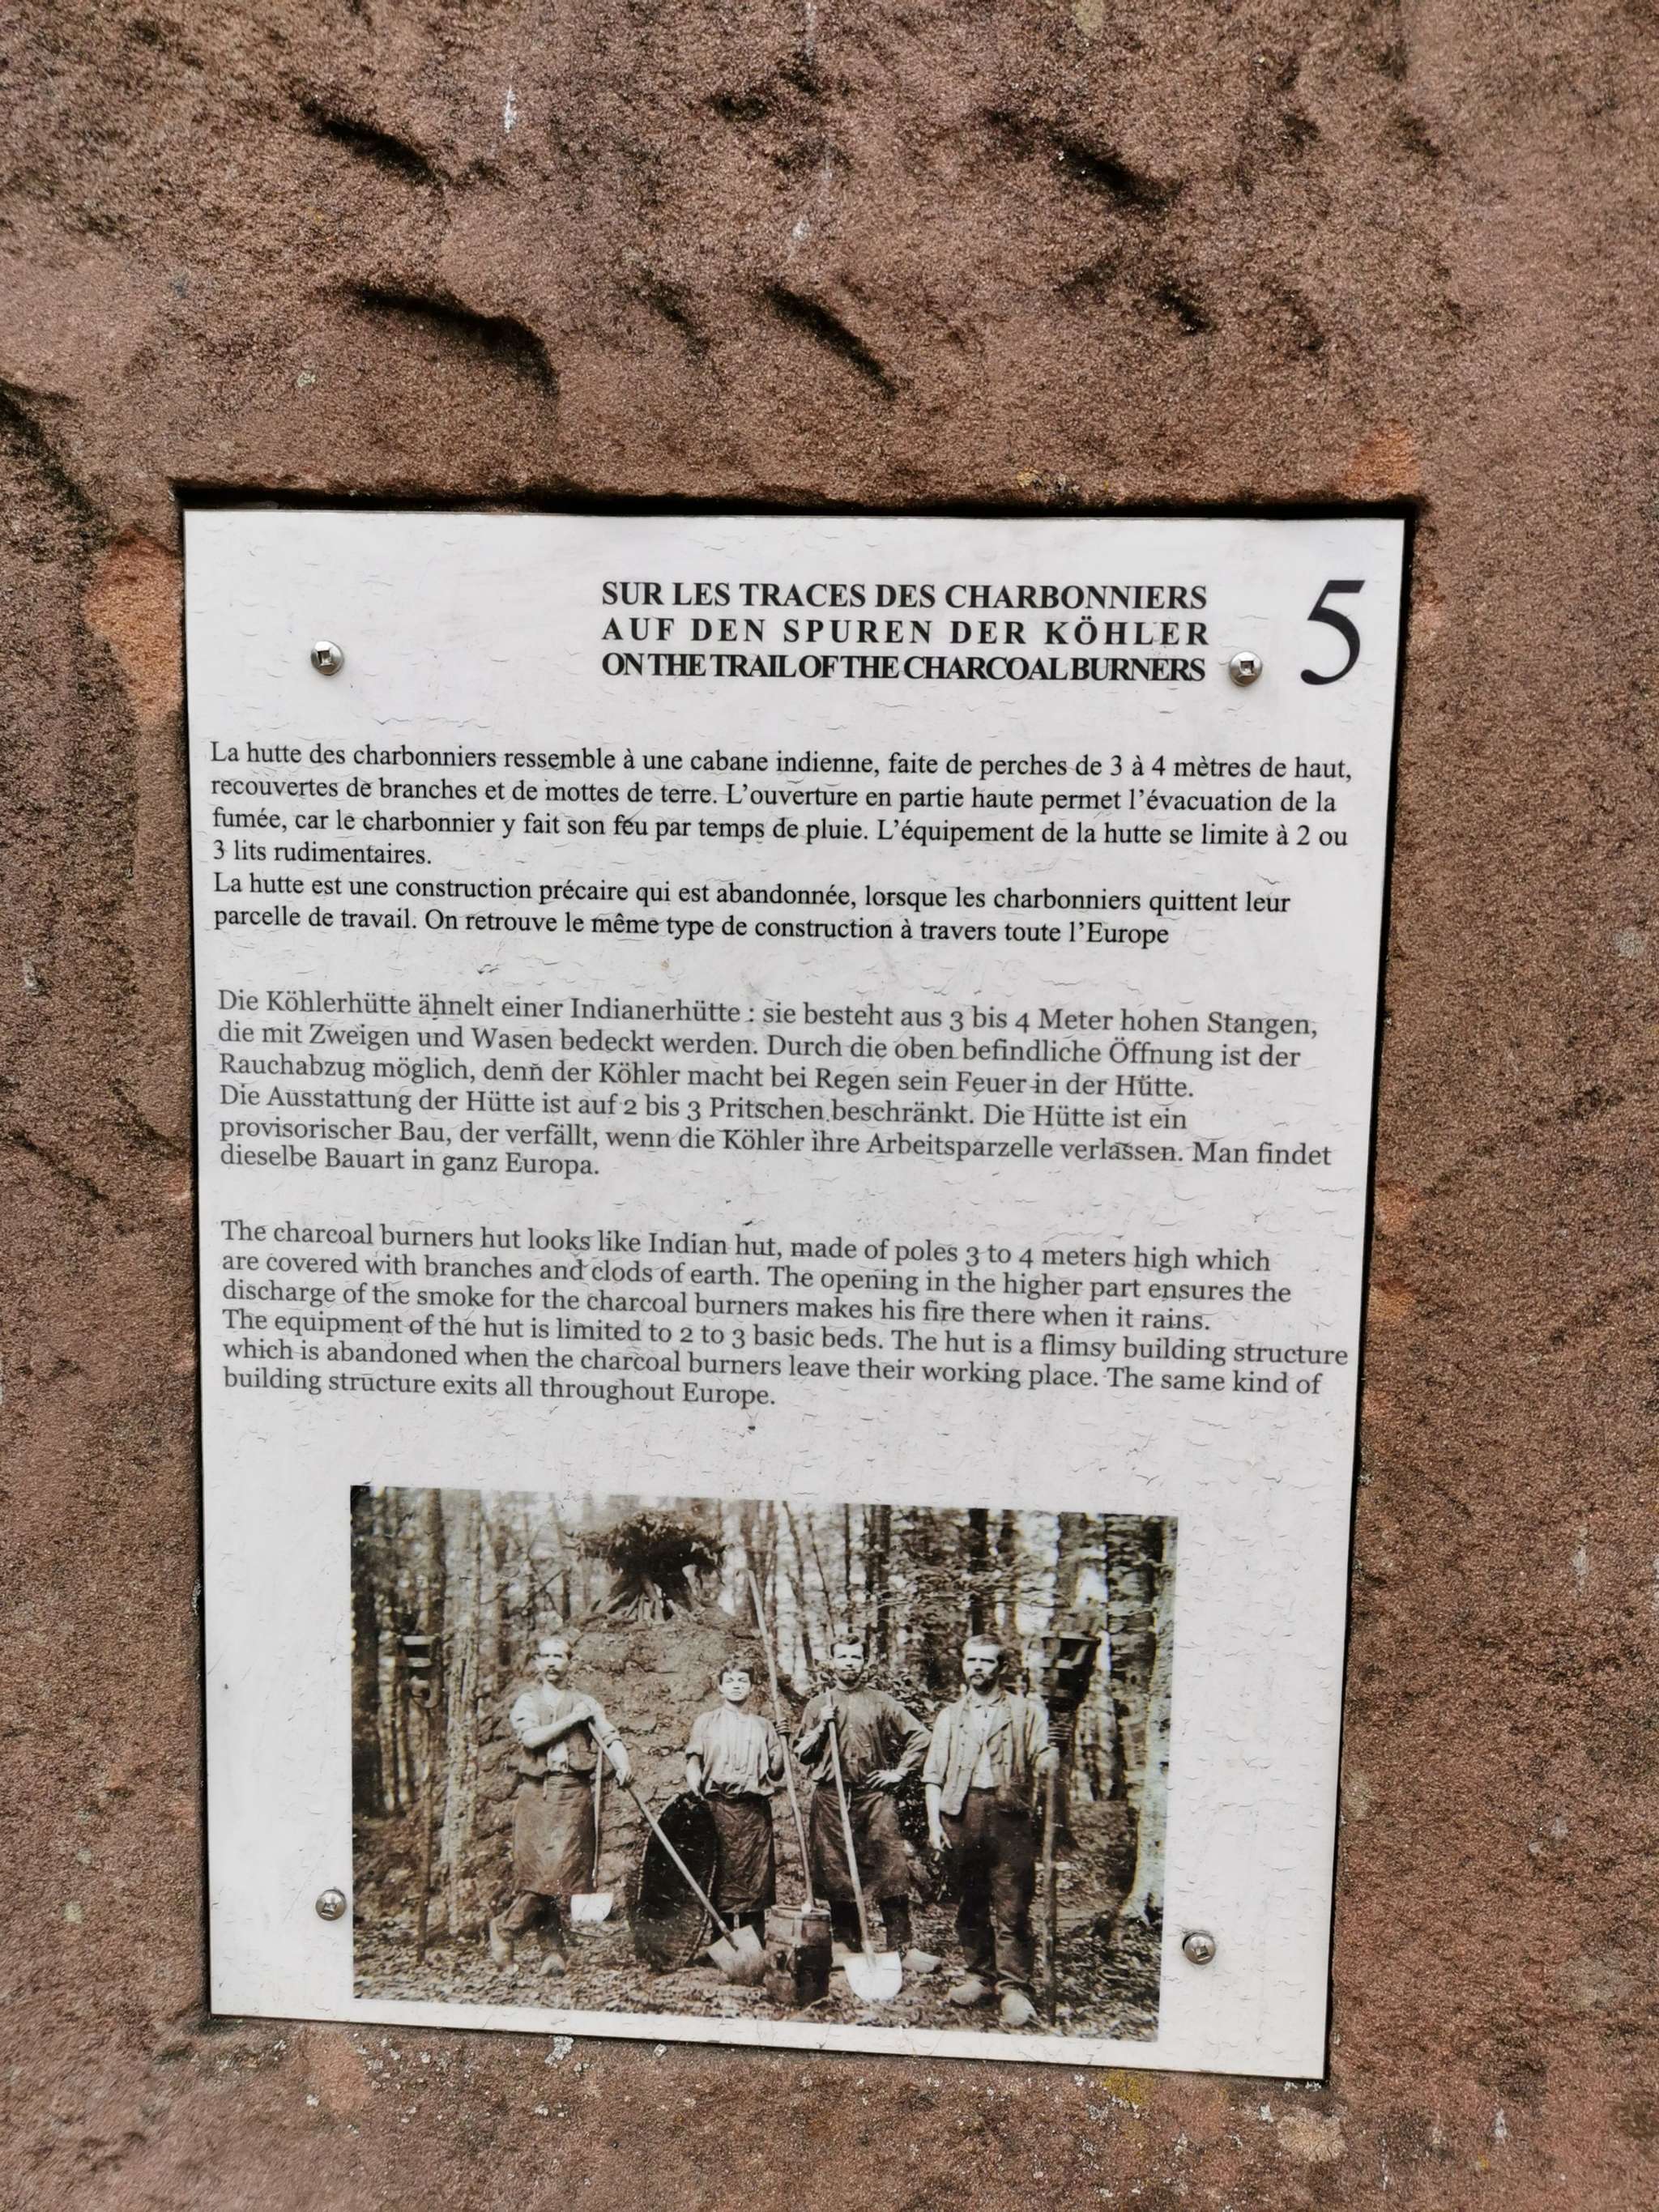 SUR LES TRACES DES CHARBONNIERS
AUF DEN SPUREN DER KÖHLER
ON THE TRAIL OF THE CHARCOAL BURNERS
5
La hutte des charbonniers ressemble à une cabane indienne, faite de perches de 3 à 4 mètres de haut,
recouvertes de branches et de mottes de terre. L'ouverture en partie haute permet l'évacuation de la
fumée, car le charbonnier y fait son feu par temps de pluie. L'équipement de la hutte se limite à 2 ou
3 lits rudimentaires.
La hutte est une construction précaire qui est abandonnée, lorsque les charbonniers quittent leur
parcelle de travail. On retrouve le même type de construction à travers toute l'Europe
Die Köhlerhütte ähnelt einer Indianerhütte : sie besteht aus 3 bis 4 Meter hohen Stangen,
die mit Zweigen und Wasen bedeckt werden. Durch die oben befindliche Öffnung ist der
Rauchabzug möglich, denn der Köhler macht bei Regen sein Feuer in der Hütte.
Die Ausstattung der Hütte ist auf 2 bis 3 Pritschen beschränkt. Die Hütte ist ein
provisorischer Bau, der verfällt, wenn die Köhler ihre Arbeitsparzelle verlassen. Man findet
dieselbe Bauart in ganz Europa.
The charcoal burners hut looks like Indian hut, made of poles 3 to 4 meters high which
are covered with branches and clods of earth. The opening in the higher part ensures the
discharge of the smoke for the charcoal burners makes his fire there when it rains.
The equipment of the hut is limited to 2 to 3 basic beds. The hut is a flimsy building structure
which is abandoned when the charcoal burners leave their working place. The same kind of
building structure exits all throughout Europe.